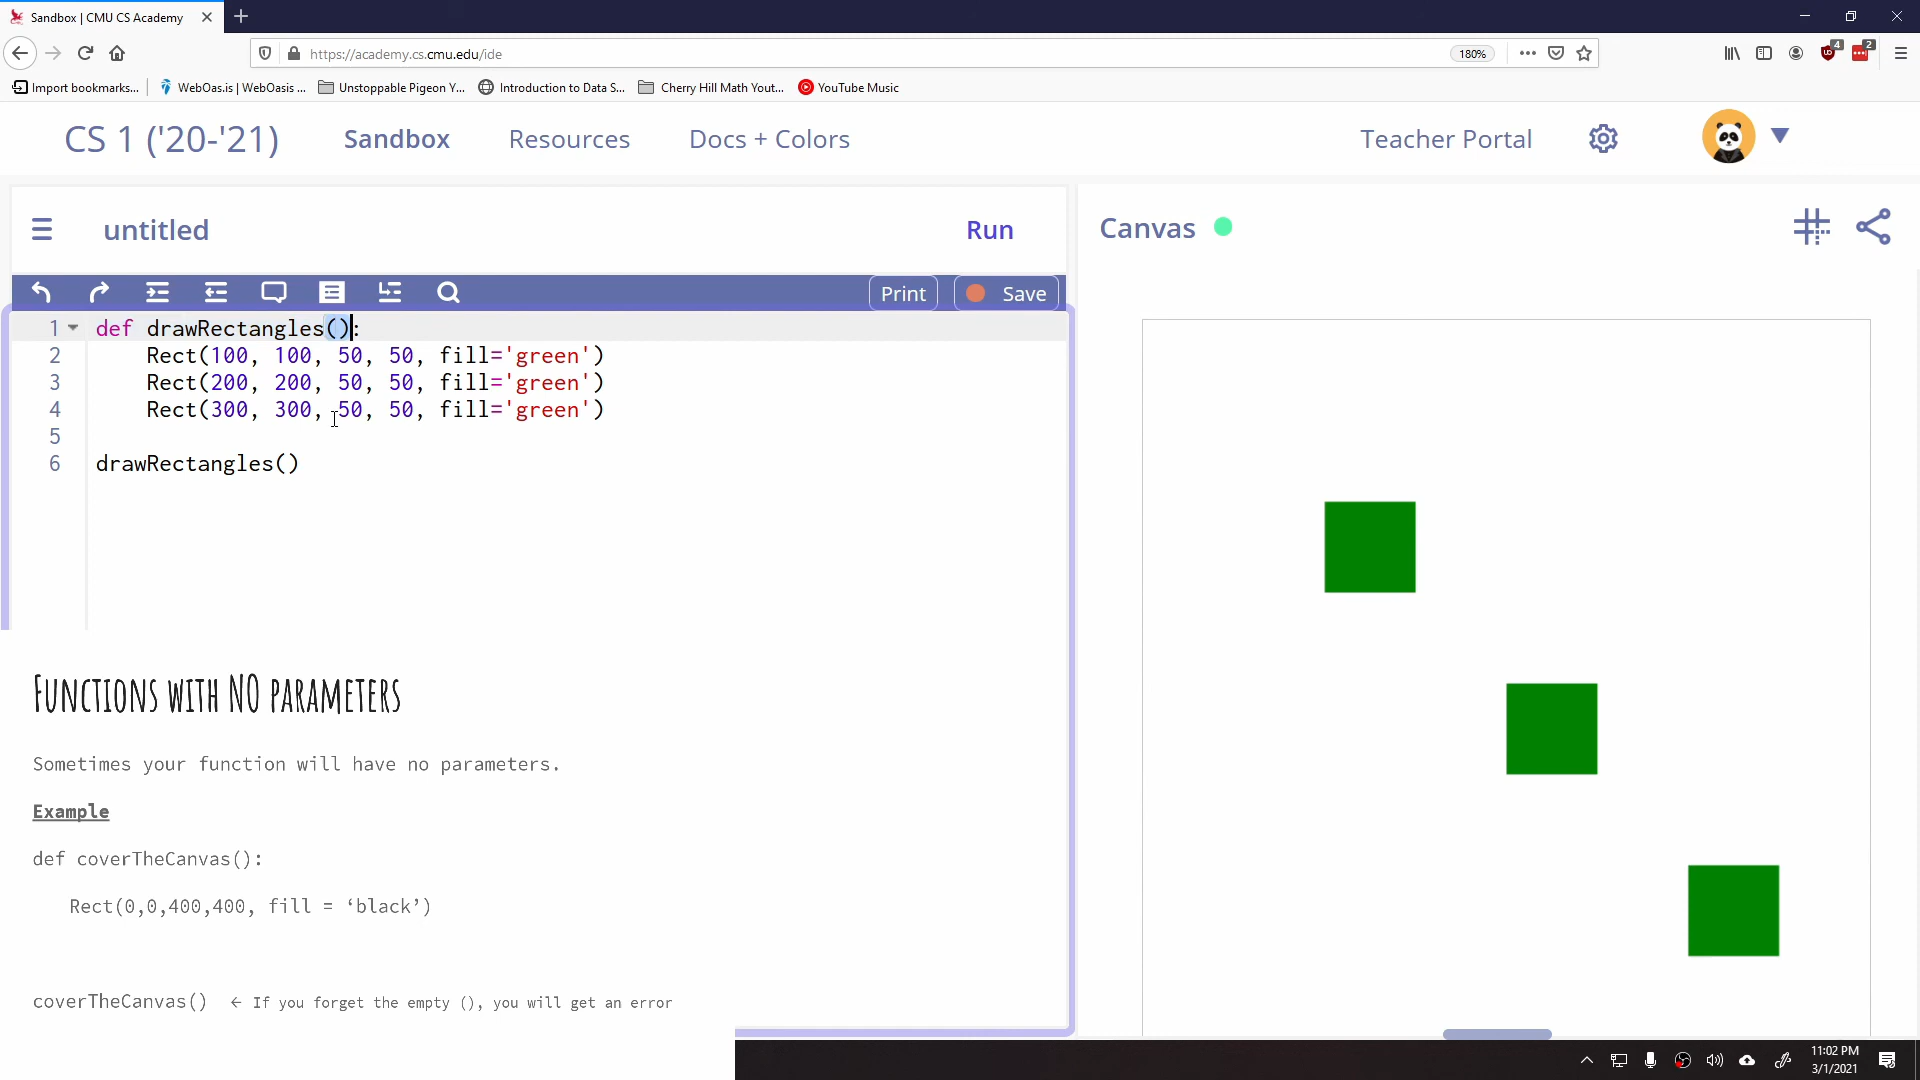 Sandbox | CMU CS Academy
https://academy.cs.cmu.edu/ide
180%
4
2
Import bookmarks...
WebOas.is | WebOasis ...
Unstoppable Pigeon Y...
Introduction to Data S...
Cherry Hill Math Yout...
YouTube Music
CS 1 ('20-'21)
Sandbox
Resources
Docs + Colors
Teacher Portal
untitled
Run
Canvas
Print
Save
1 def drawRectangles():
2 Rect(100, 100, 50, 50, fill='green')
3 Rect(200, 200, 50, 50, fill='green')
4 Rect(300, 300, 50, 50, fill='green')
5
6 drawRectangles()
FUNCTIONS WITH NO PARAMETERS
Sometimes your function will have no parameters.
Example
def coverTheCanvas():
Rect(0,0,400,400, fill = ‘black’)
coverTheCanvas() ← If you forget the empty (), you will get an error
11:02 PM
3/1/2021